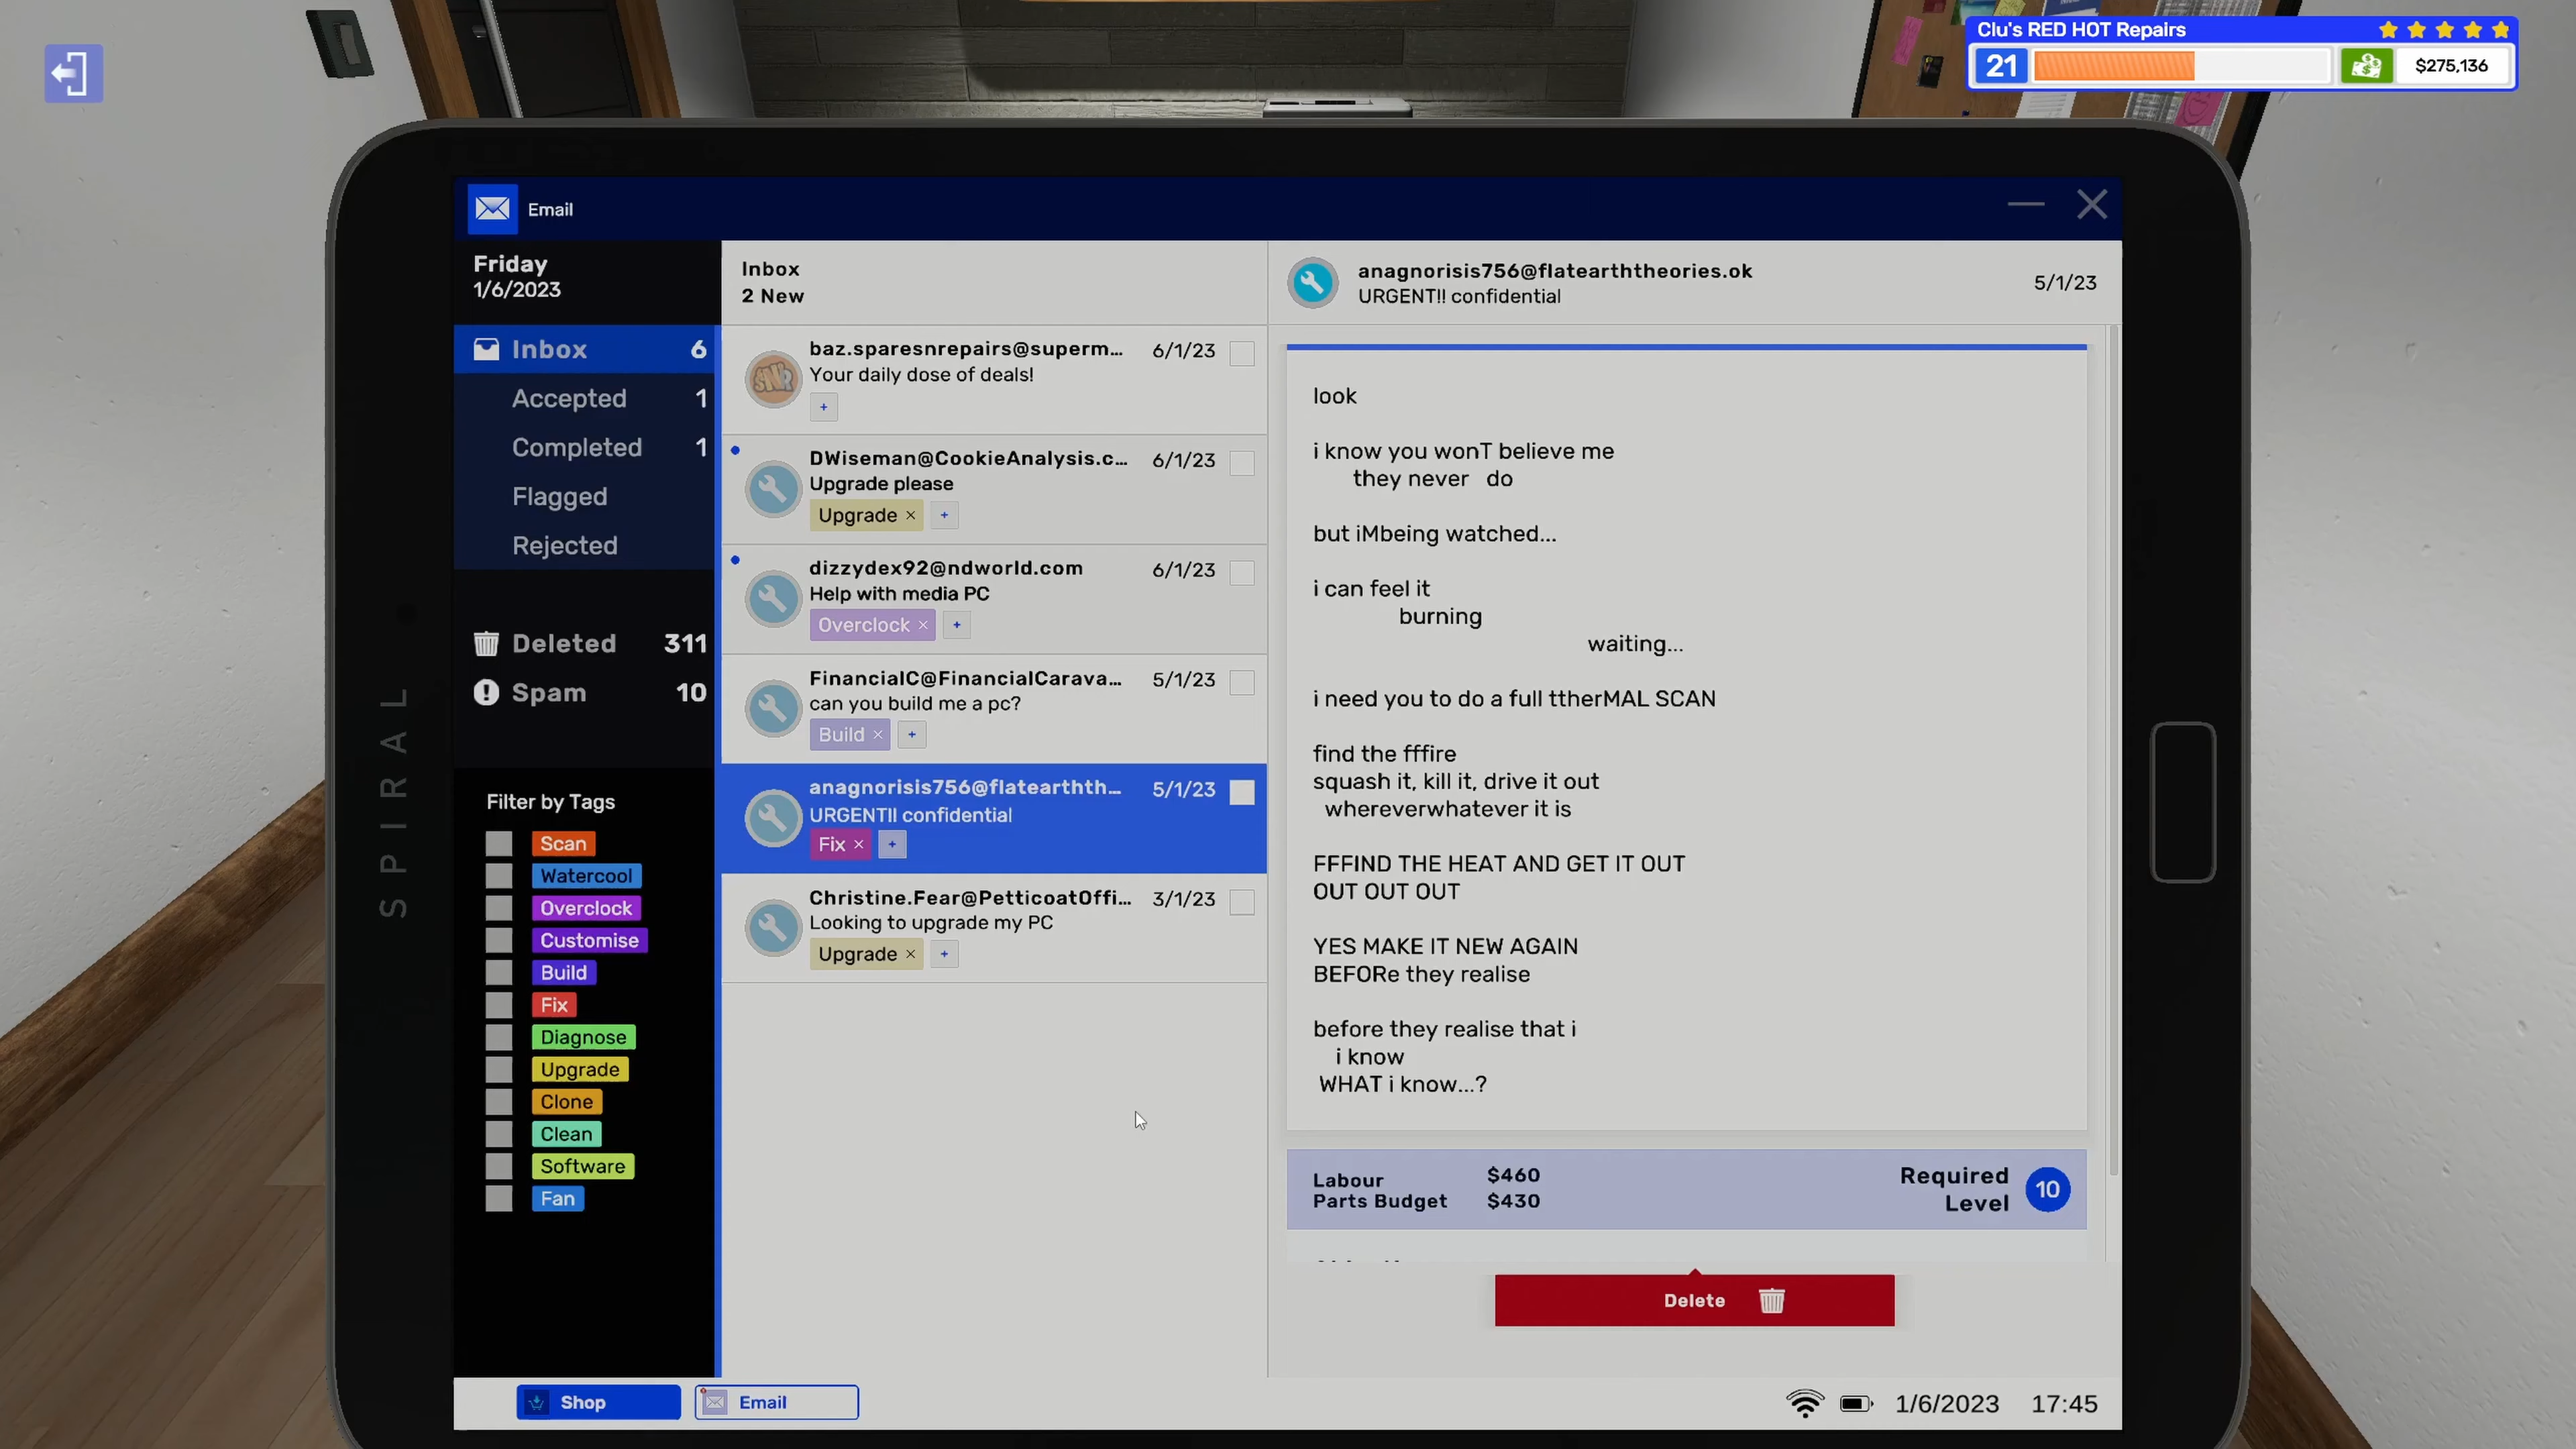 Clu's RED HOT Repairs
21
$275,136
Email
Friday
1/6/2023
Inbox 6
Accepted 1
Completed 1
Flagged
Rejected
Deleted 311
Spam 10
Filter by Tags
Scan
Watercool
Overclock
Customise
Build
Fix
Diagnose
Upgrade
Clone
Clean
Software
Fan
Inbox
2 New
baz.sparesnrepairs@superm... 6/1/23
Your daily dose of deals!
+
DWiseman@CookieAnalysis.c... 6/1/23
Upgrade please
Upgrade × +
dizzydex92@ndworld.com 6/1/23
Help with media PC
Overclock × +
FinancialC@FinancialCarava... 5/1/23
can you build me a pc?
Build × +
anagnorisis756@flatearthth... 5/1/23
URGENT!! confidential
Fix × +
Christine.Fear@PetticoatOffi... 3/1/23
Looking to upgrade my PC
Upgrade × +
anagnorisis756@flatearththeories.ok
URGENT!! confidential
5/1/23
look
i know you wonT believe me
they never do
but iMbeing watched...
i can feel it
burning
waiting...
i need you to do a full ttherMAL SCAN
find the fffire
squash it, kill it, drive it out
whereverwhatever it is
FFFIND THE HEAT AND GET IT OUT
OUT OUT OUT
YES MAKE IT NEW AGAIN
BEFORe they realise
before they realise that i
i know
WHAT i know...?
Labour $460
Parts Budget $430
Required
Level 10
Delete
SPIRAL
Shop
Email
1/6/2023 17:45